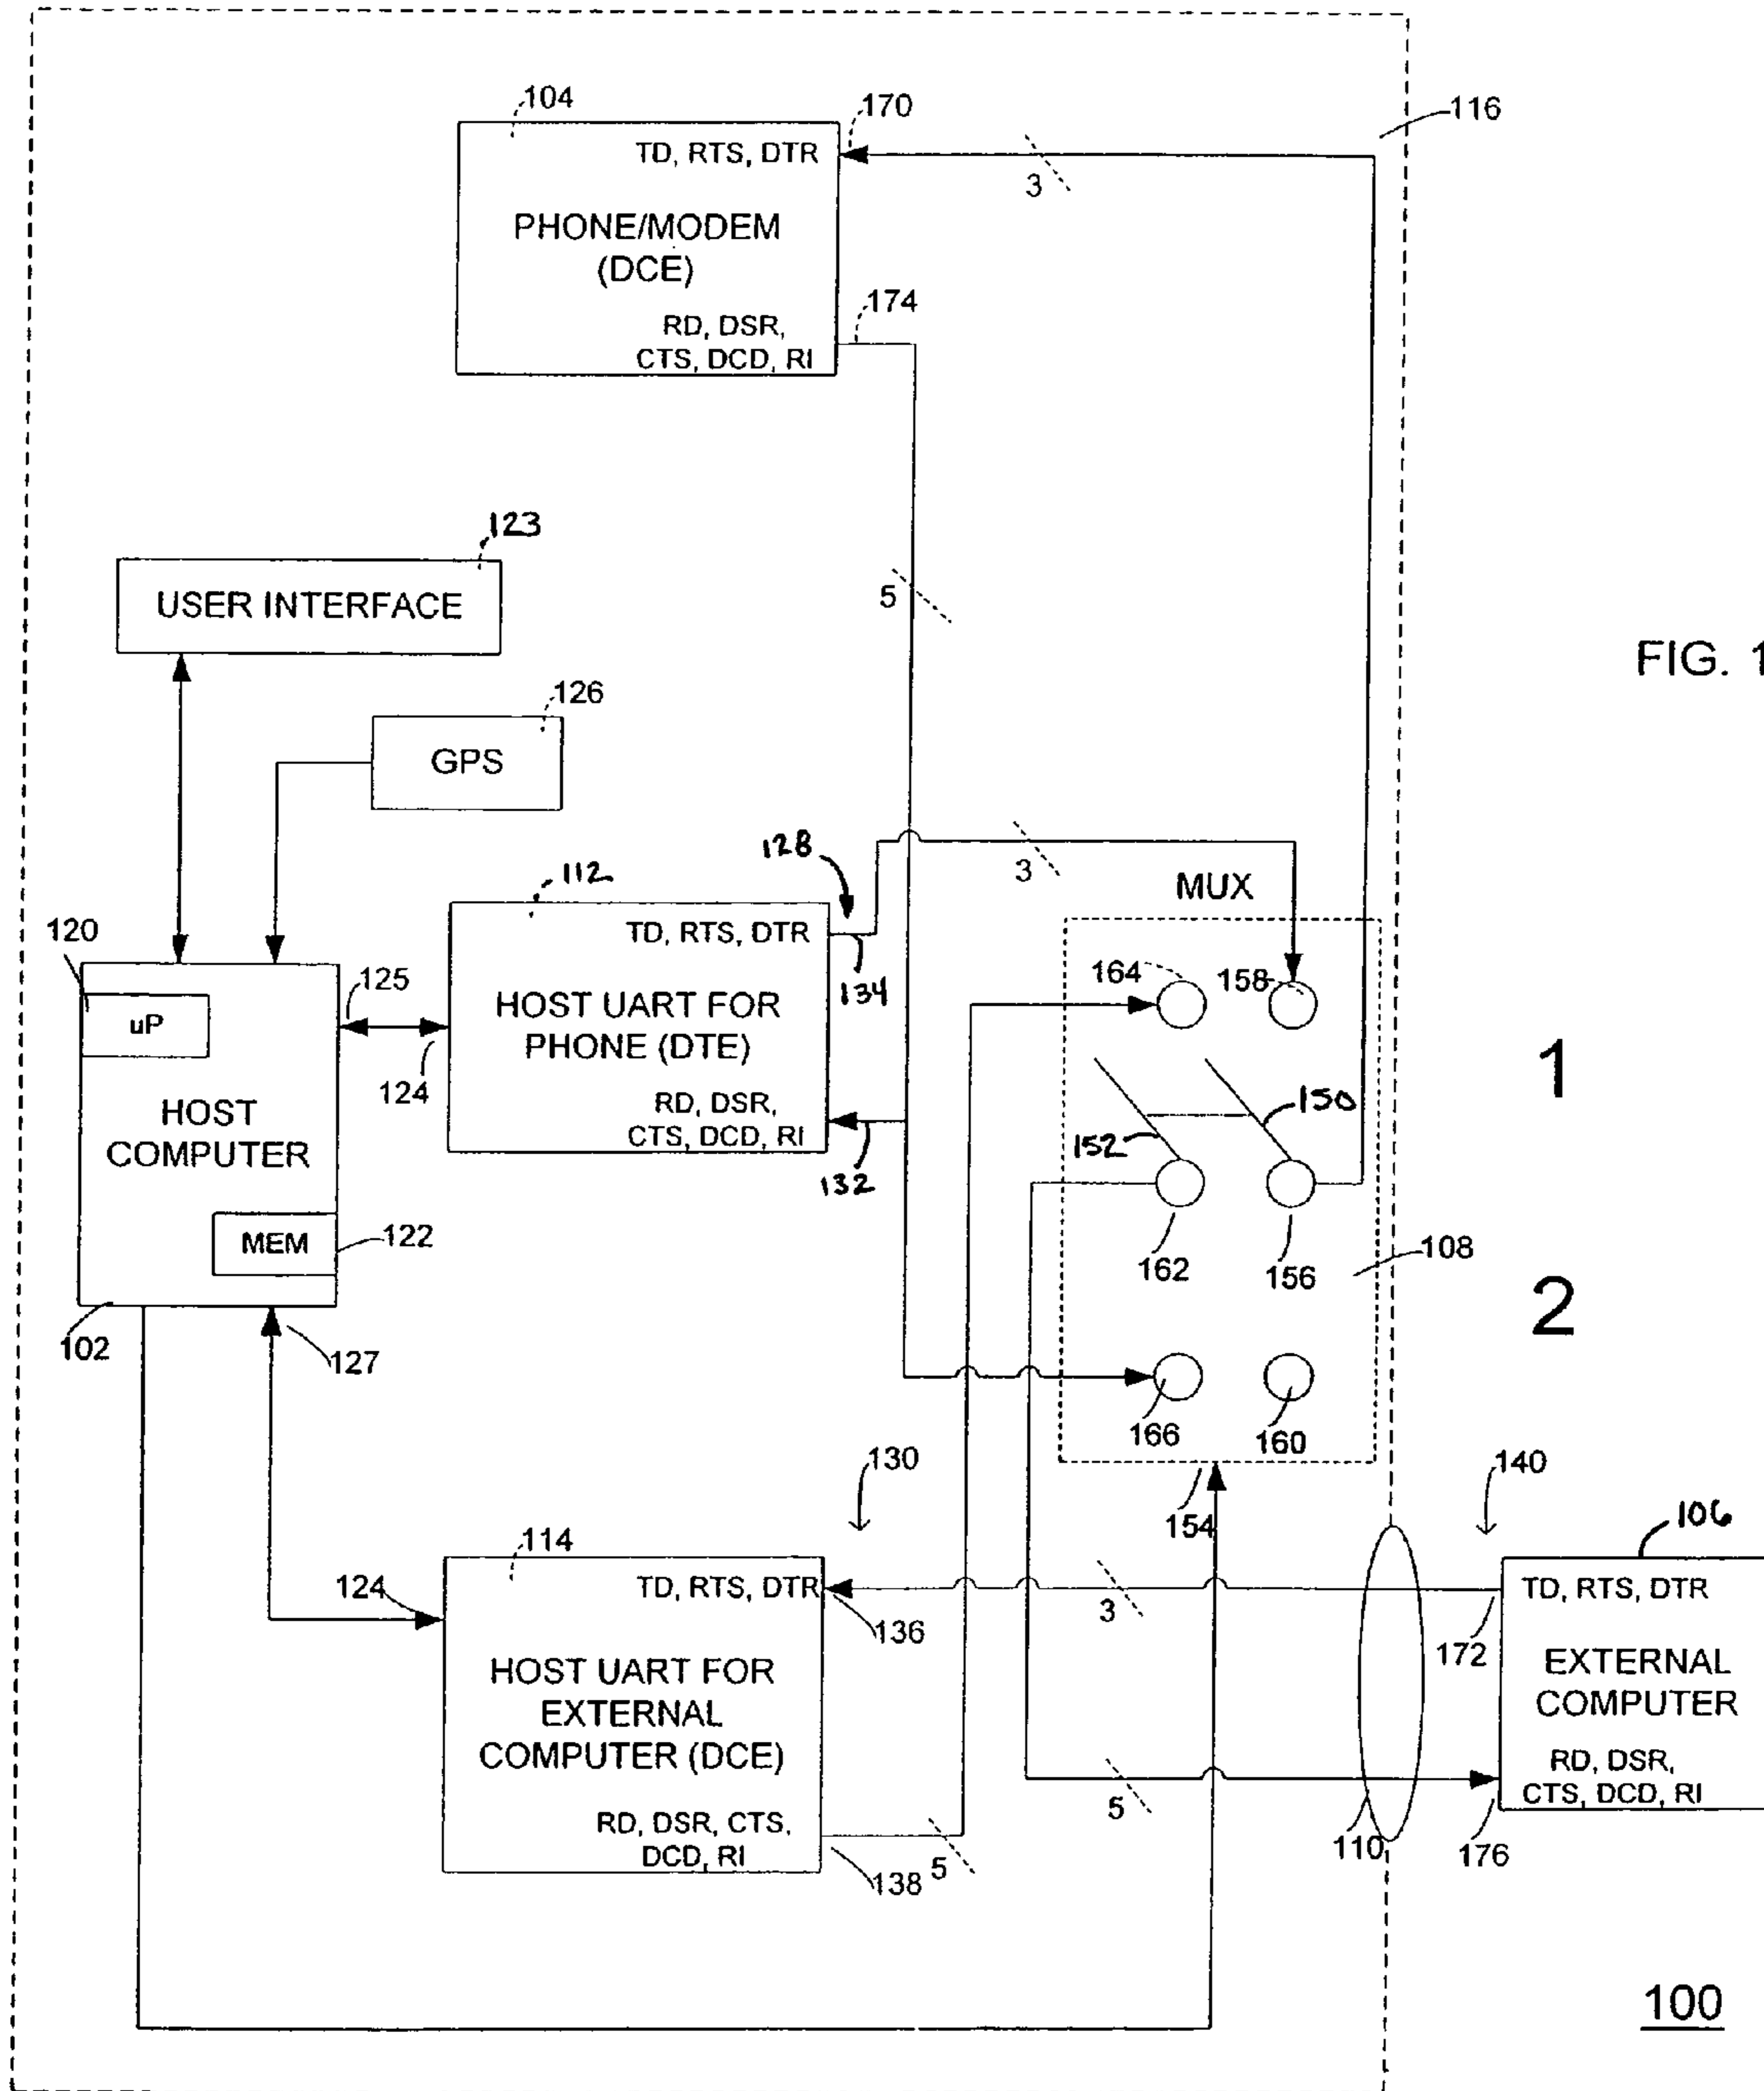 104
170
116
TD, RTS, DTR
3
PHONE/MODEM
(DCE)
174
RD, DSR,
CTS, DCD, RI
123
5
USER INTERFACE
FIG. 1
126
GPS
128
3
MUX
112
120
TD, RTS, DTR
134
164
158
125
uP
HOST UART FOR
PHONE (DTE)
1
124
HOST
COMPUTER
RD, DSR,
CTS, DCD, RI
150
152
132
MEM
122
162
156
108
2
102
127
166
160
130
140
154
106
114
124
TD, RTS, DTR
136
3
TD, RTS, DTR
172
HOST UART FOR
EXTERNAL
COMPUTER (DCE)
EXTERNAL
COMPUTER
RD, DSR,
CTS, DCD, RI
5
RD, DSR, CTS,
DCD, RI
138
5
110
176
100